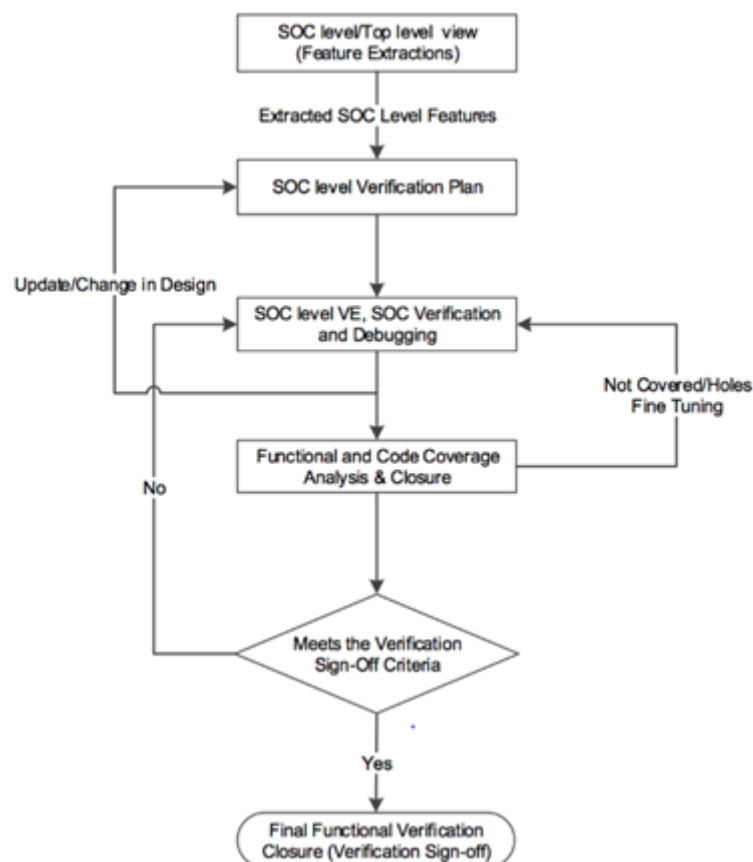 SOC level/Top level view
(Feature Extractions)
Extracted SOC Level Features
SOC level Verification Plan
Update/Change in Design
SOC level VE, SOC Verification
and Debugging
Not Covered/Holes
Fine Tuning
Functional and Code Coverage
Analysis & Closure
No
Meets the Verification
Sign-Off Criteria
Yes
Final Functional Verification
Closure (Verification Sign-off)